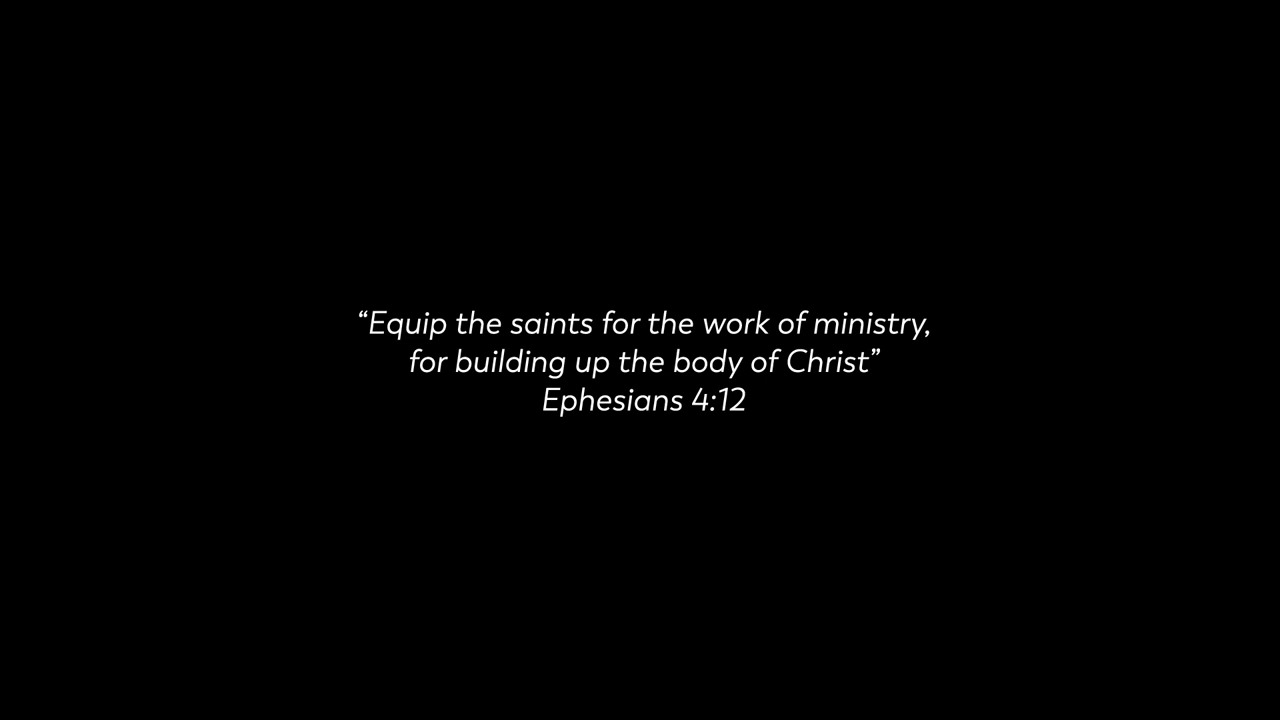 “Equip the saints for the work of ministry,
for building up the body of Christ”
Ephesians 4:12